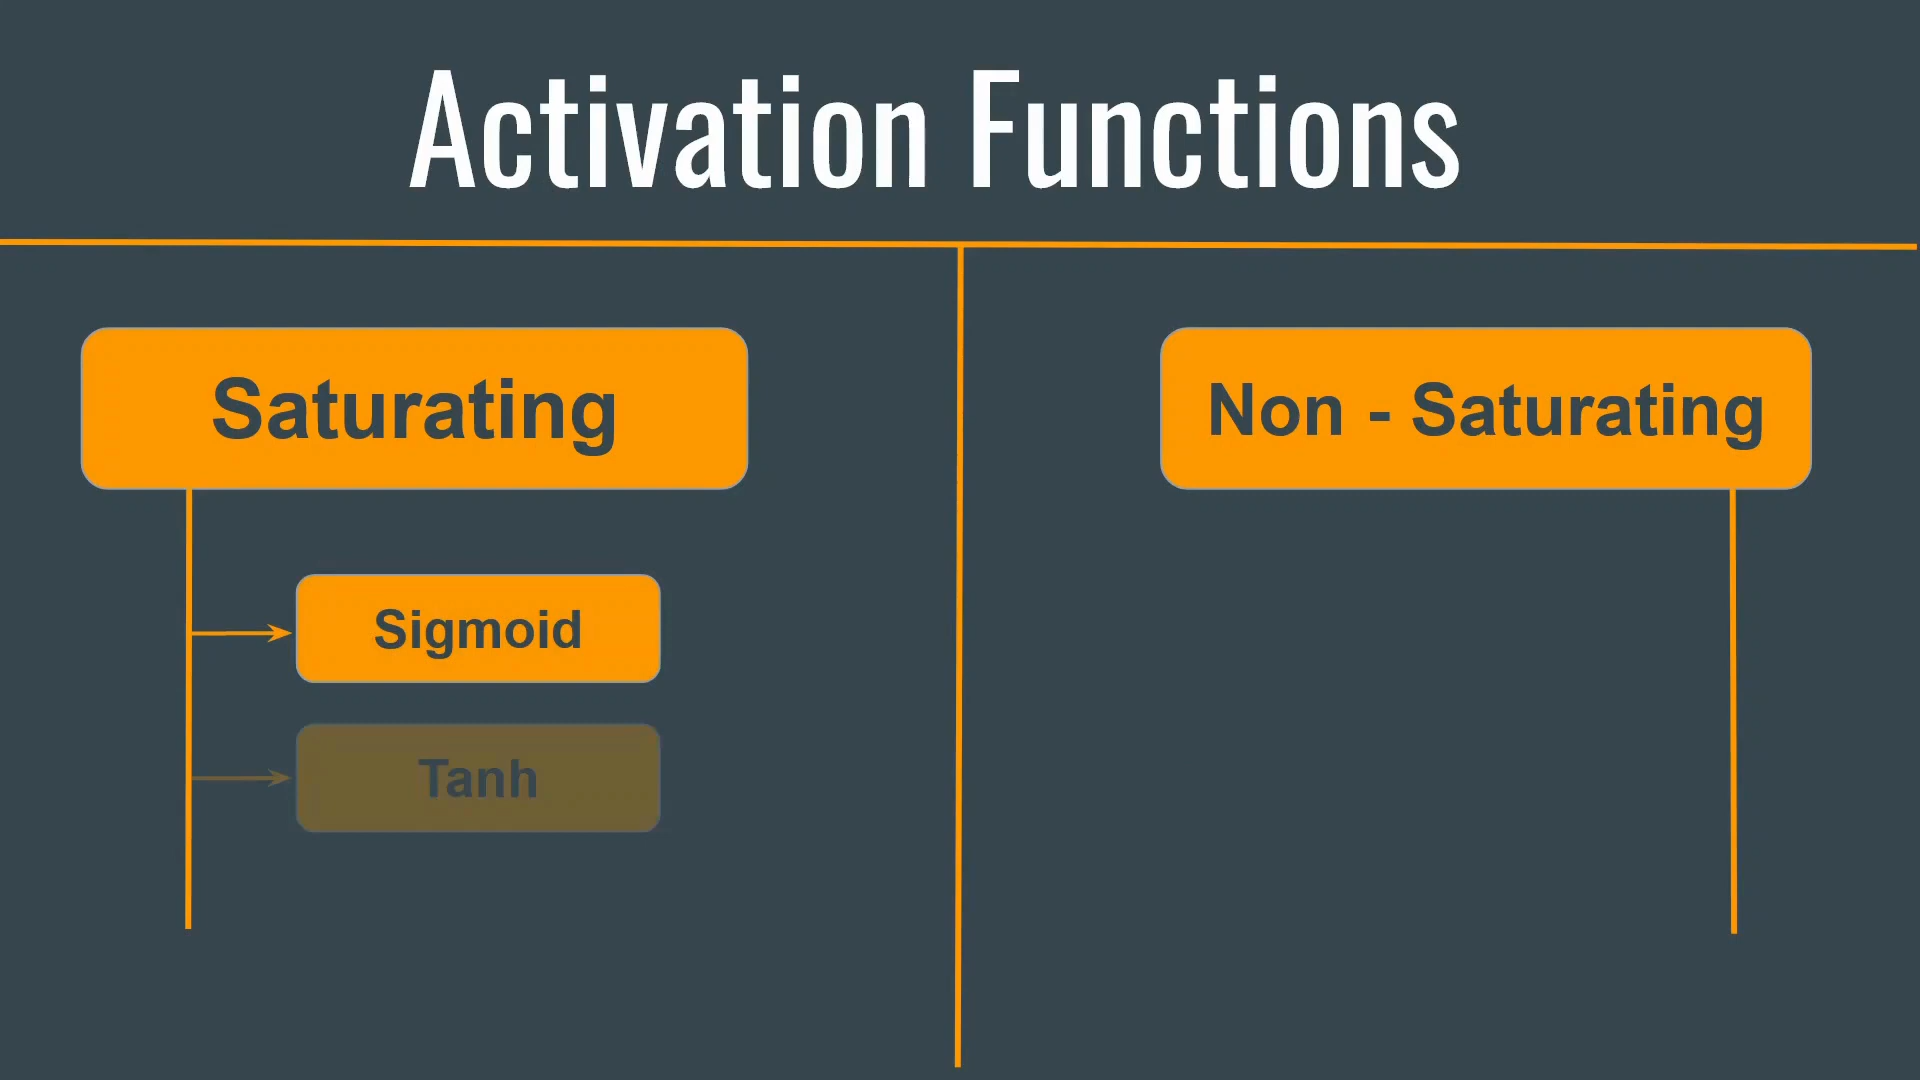 Activation Functions
Saturating
Non - Saturating
Sigmoid
Tanh